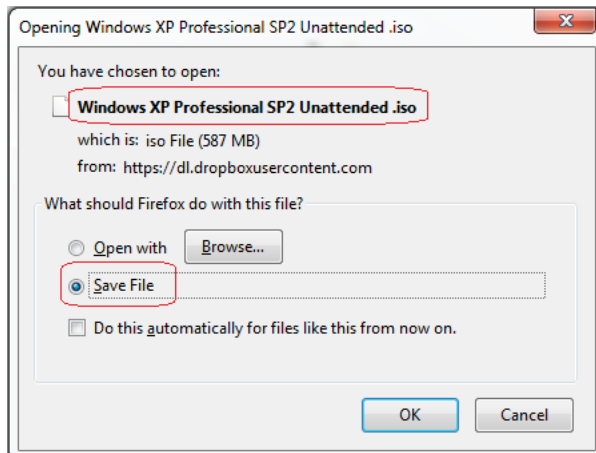 Opening Windows XP Professional SP2 Unattended .iso
You have chosen to open:
Windows XP Professional SP2 Unattended .iso
which is: iso File (587 MB)
from: https://dl.dropboxusercontent.com
What should Firefox do with this file?
Open with Browse...
Save File
Do this automatically for files like this from now on.
OK Cancel